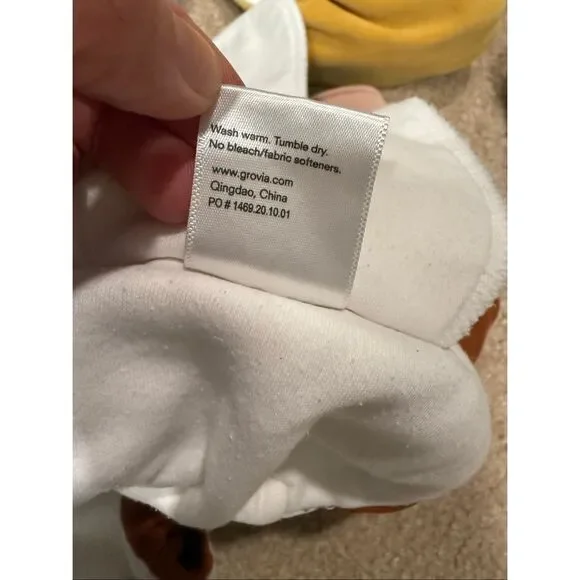 Wash warm. Tumble dry.
No bleach/fabric softeners.
www.grovia.com
Qingdao, China
PO # 1469.20.10.01